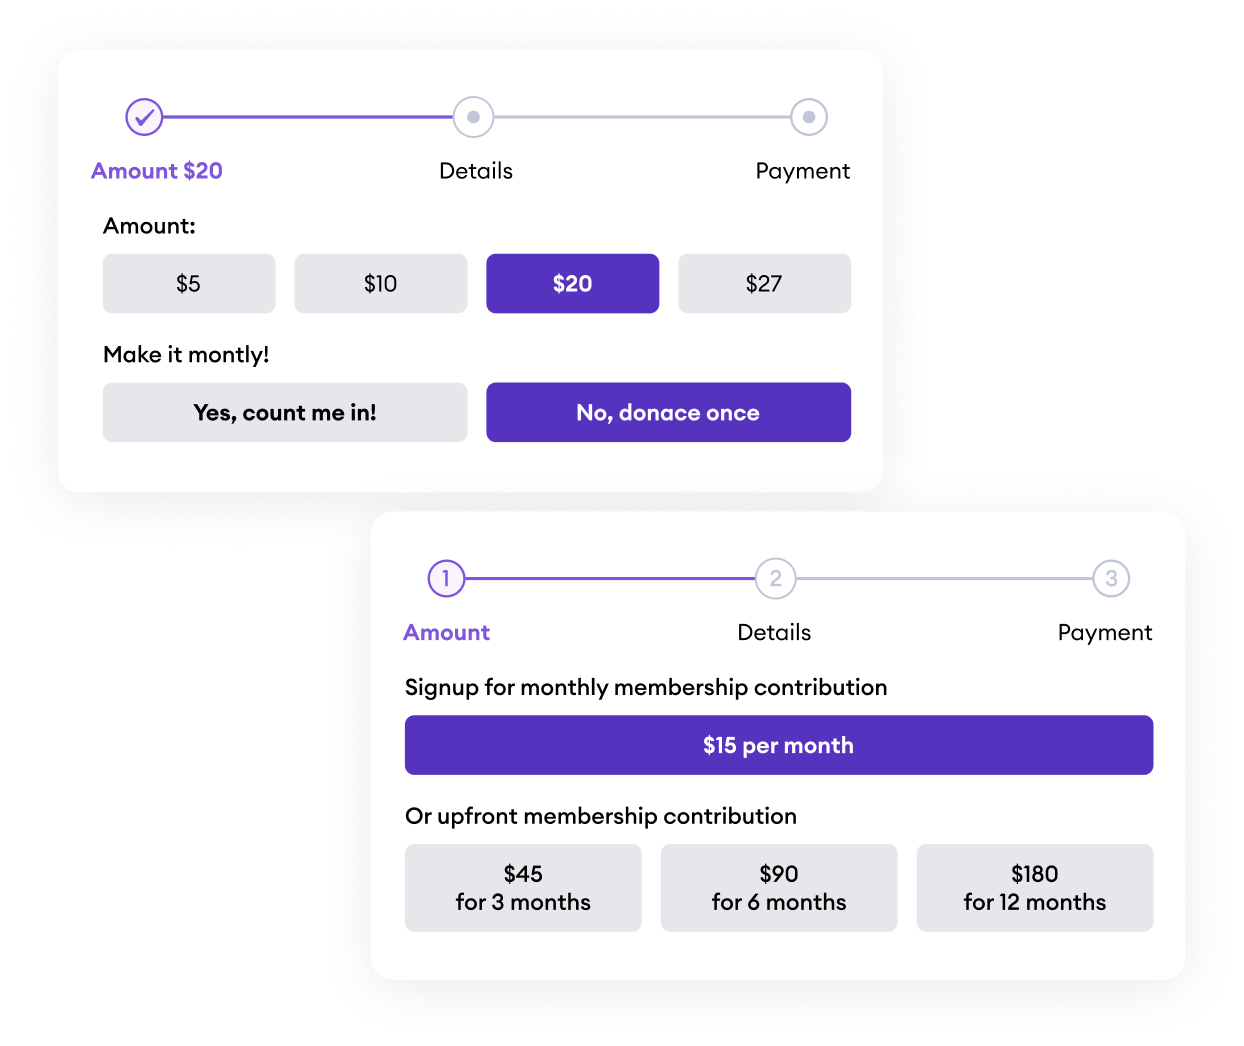 Amount $20
Details
Payment
Amount:
$5
$10
$20
$27
Make it montly!
Yes, count me in!
No, donace once
1
2
3
Amount
Details
Payment
Signup for monthly membership contribution
$15 per month
Or upfront membership contribution
$45
for 3 months
$90
for 6 months
$180
for 12 months